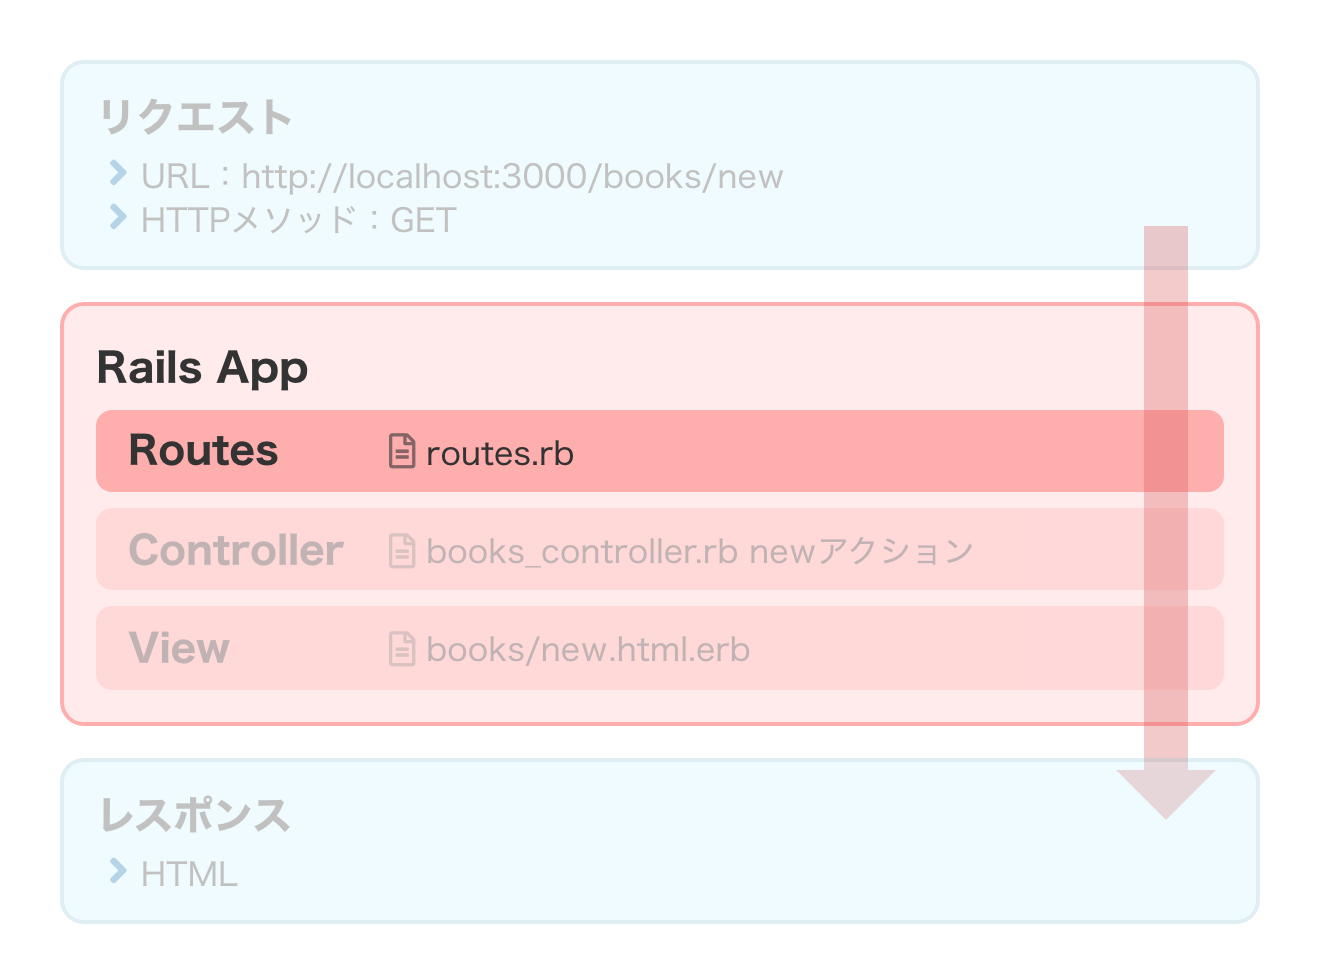 リクエスト
URL：http://localhost:3000/books/new
HTTPメソッド：GET
Rails App
Routes routes.rb
Controller books_controller.rb newアクション
View books/new.html.erb
レスポンス
HTML